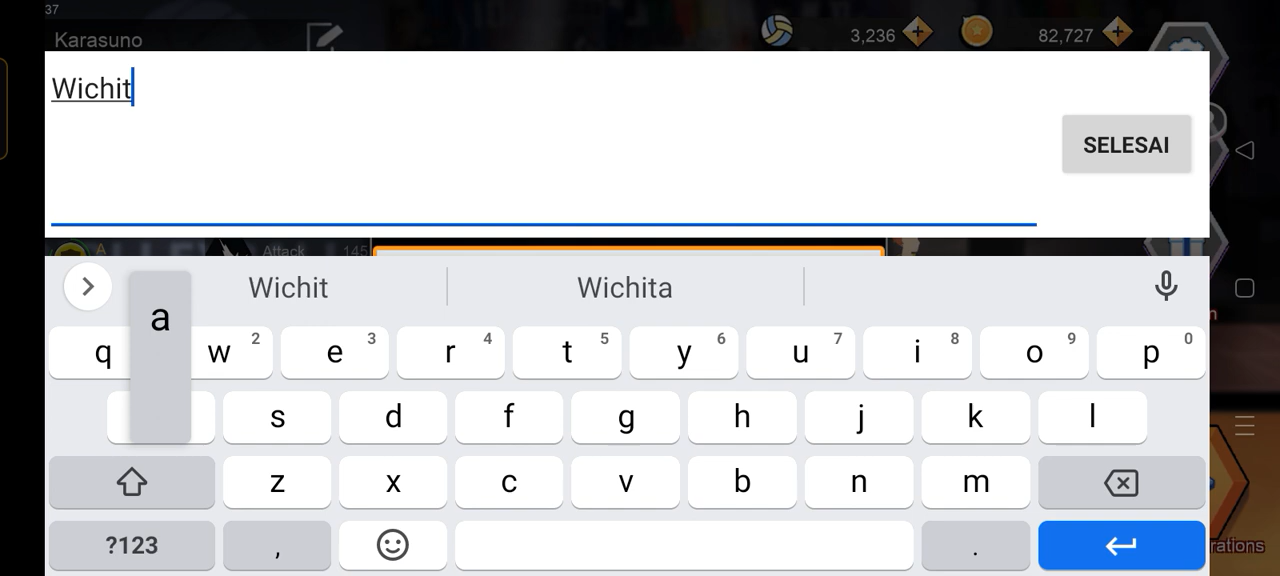 37
Karasuno
3,236
82,727
Wichit
SELESAI
A
Attack 145
Wichit Wichita
a
q w 2 e 3 r 4 t 5 y 6 u 7 i 8 o 9 p 0
s d f g h j k l
z x c v b n m
?123 , .
rations